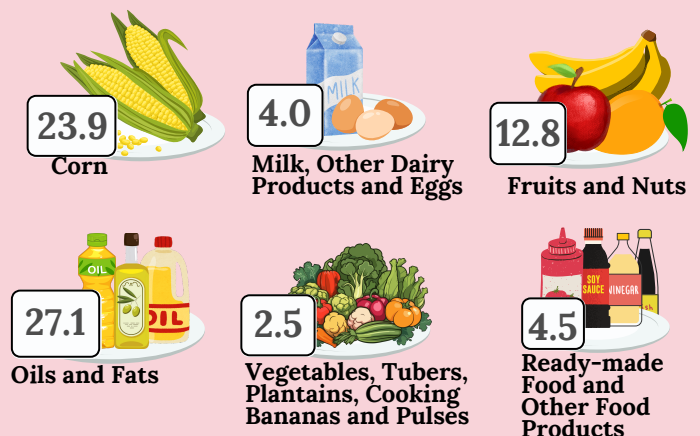 23.9
Corn
4.0
MILK
Milk, Other Dairy
Products and Eggs
12.8
Fruits and Nuts
27.1
OIL
OIL
Oils and Fats
2.5
Vegetables, Tubers,
Plantains, Cooking
Bananas and Pulses
4.5
SOY
SAUCE
VINEGAR
Ready-made
Food and
Other Food
Products